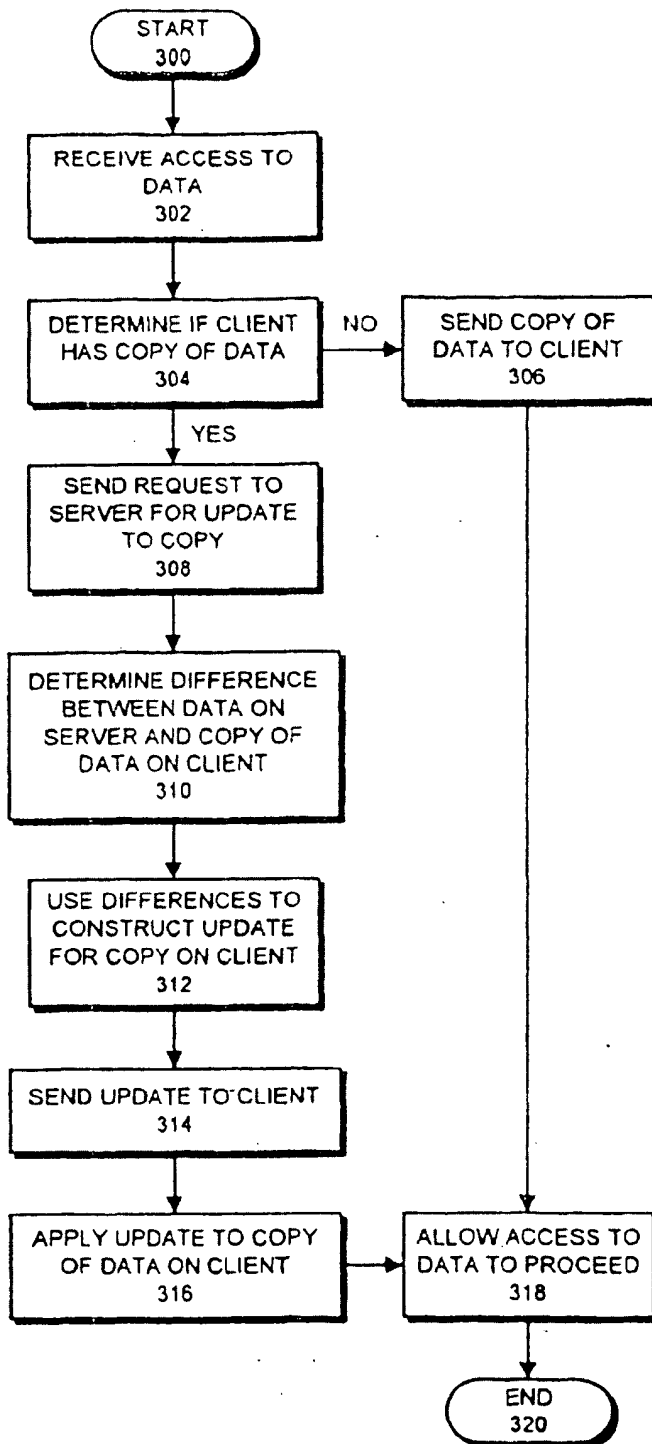 START
300
RECEIVE ACCESS TO
DATA
302
DETERMINE IF CLIENT
HAS COPY OF DATA
304
NO
SEND COPY OF
DATA TO CLIENT
306
YES
SEND REQUEST TO
SERVER FOR UPDATE
TO COPY
308
DETERMINE DIFFERENCE
BETWEEN DATA ON
SERVER AND COPY OF
DATA ON CLIENT
310
USE DIFFERENCES TO
CONSTRUCT UPDATE
FOR COPY ON CLIENT
312
SEND UPDATE TO CLIENT
314
APPLY UPDATE TO COPY
OF DATA ON CLIENT
316
ALLOW ACCESS TO
DATA TO PROCEED
318
END
320